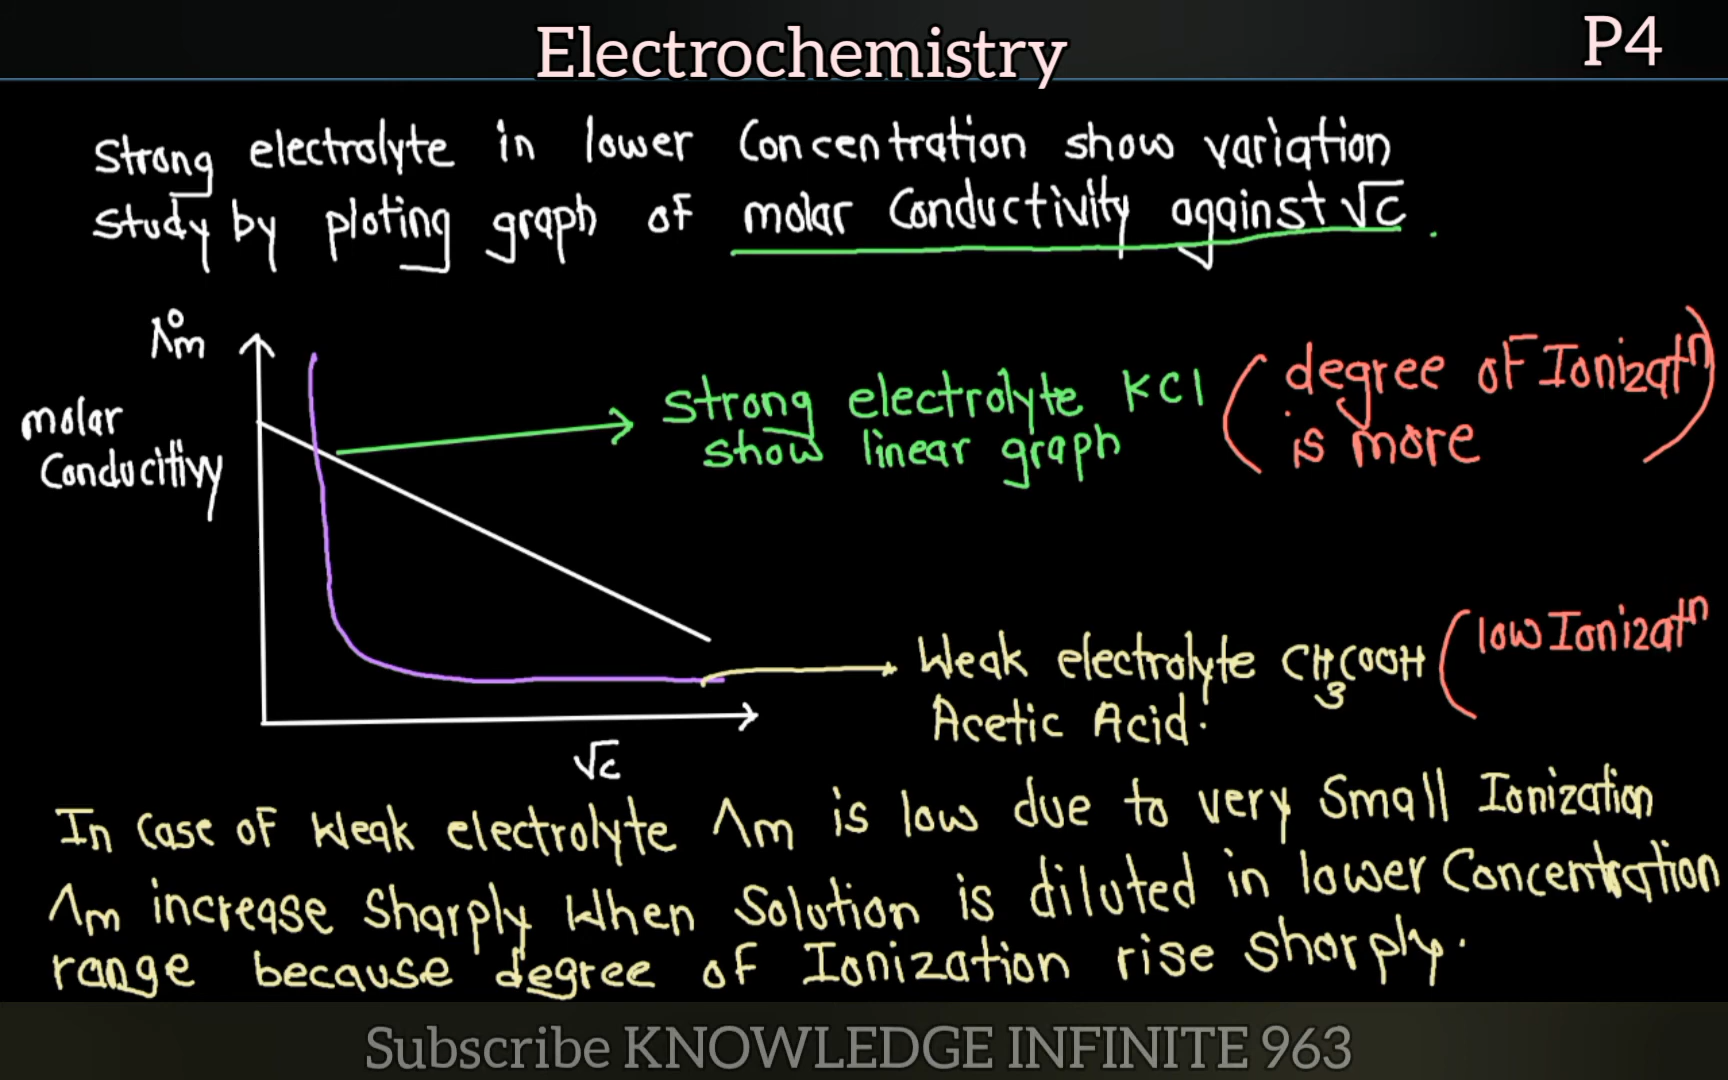 Electrochemistry
P4
Strong electrolyte in lower Concentration show variation
study by ploting graph of molar Conductivity against √c.
Λ°m
molar
Conducitivy
Strong electrolyte KCl
show linear graph
(degree of Ionizatⁿ)
is more
Weak electrolyte CH₃COOH
Acetic Acid.
(low Ionizatⁿ
√c
In case of Weak electrolyte Λm is low due to very Small Ionization
Λm increase Sharply When Solution is diluted in lower Concentration
range because degree of Ionization rise sharply.
Subscribe KNOWLEDGE INFINITE 963